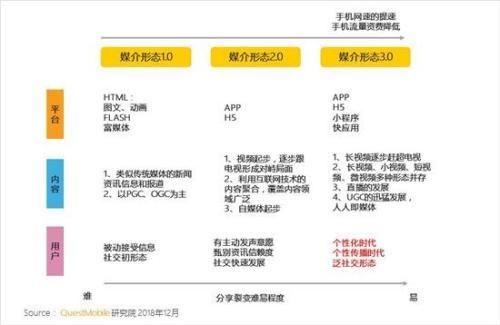 手机网速的提速
手机流量资费降低
媒介形态1.0
媒介形态2.0
媒介形态3.0
平台
HTML：
图文、动画
FLASH
富媒体
APP
H5
APP
H5
小程序
快应用
内容
1、类似传统媒体的新闻
资讯信息和报道
2、以PGC、OGC为主
1、视频起步，逐步跟
电视形成对峙局面
2、利用互联网技术的
内容聚合，覆盖内容领
域广泛
3、自媒体起步
1、长视频逐步赶超电视
2、长视频、小视频、短视
频、微视频多种形态并存
3、直播的发展
4、UGC的迅猛发展，
人人即媒体
用户
被动接受信息
社交初形态
有主动发声意愿
甄别资讯信赖度
社交快速发展
个性化时代
个性传播时代
泛社交形态
难
分享裂变难易程度
易
Source： QuestMobile 研究院 2018年12月